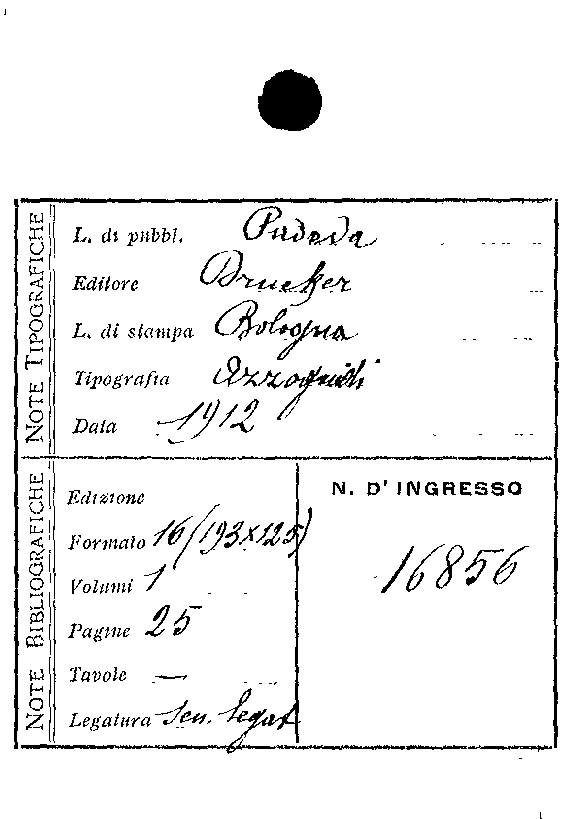 NOTE TIPOGRAFICHE
L. di pubbl. Padova
Editore Drucker
L. di stampa Bologna
Tipografia Azzoguidi
Data 1912
NOTE BIBLIOGRAFICHE
Edizione
Formato 16 (193x125)
Volumi 1
Pagine 25
Tavole —
Legatura sen. legat
N. D' INGRESSO
16856